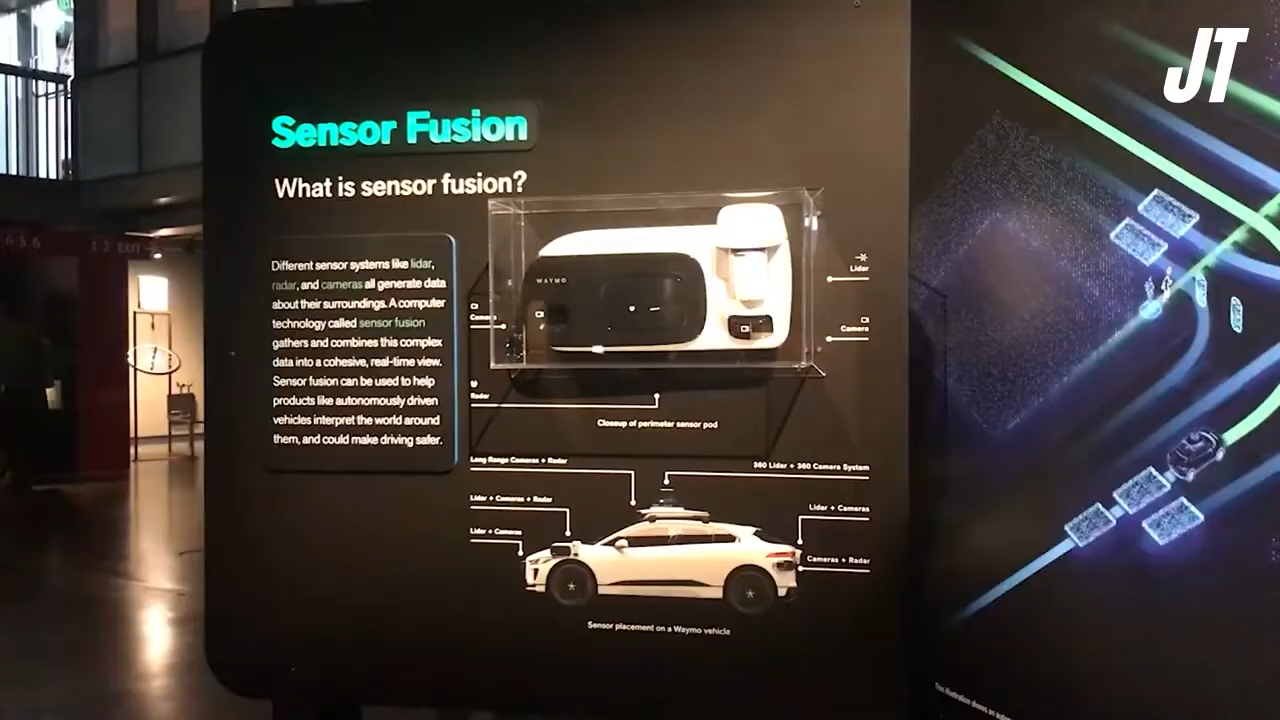 JT
Sensor Fusion
What is sensor fusion?
Different sensor systems like lidar,
radar, and cameras all generate data
about their surroundings. A computer
technology called sensor fusion
gathers and combines this complex
data into a cohesive, real-time view.
Sensor fusion can be used to help
products like autonomously driven
vehicles interpret the world around
them, and could make driving safer.
WAYMO
Lidar
Camera
Camera
Radar
Closeup of perimeter sensor pod
Long Range Cameras + Radar
360 Lidar + 360 Camera System
Lidar + Cameras + Radar
Lidar + Cameras
Lidar + Cameras
Cameras + Radar
Sensor placement on a Waymo vehicle